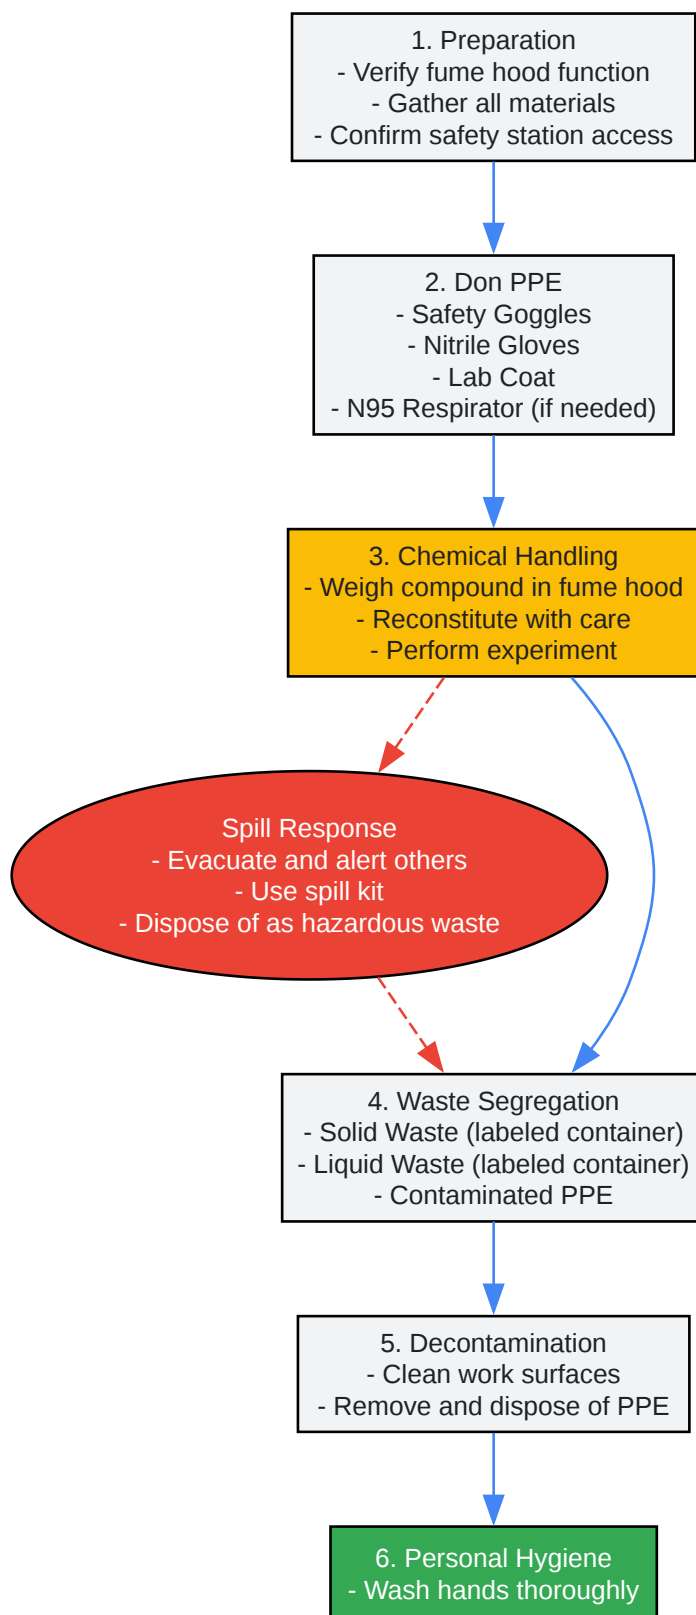 1. Preparation
- Verify fume hood function
- Gather all materials
- Confirm safety station access
2. Don PPE
- Safety Goggles
- Nitrile Gloves
- Lab Coat
- N95 Respirator (if needed)
3. Chemical Handling
- Weigh compound in fume hood
- Reconstitute with care
- Perform experiment
Spill Response
- Evacuate and alert others
- Use spill kit
- Dispose of as hazardous waste
4. Waste Segregation
- Solid Waste (labeled container)
- Liquid Waste (labeled container)
- Contaminated PPE
5. Decontamination
- Clean work surfaces
- Remove and dispose of PPE
6. Personal Hygiene
- Wash hands thoroughly